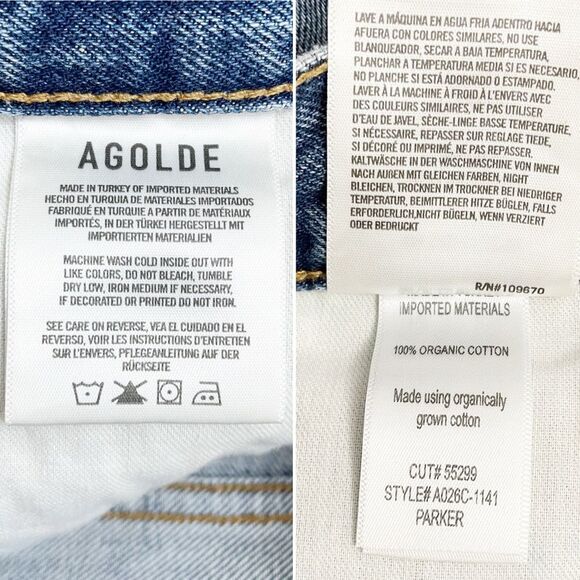 AGOLDE
MADE IN TURKEY OF IMPORTED MATERIALS
HECHO EN TURQUIA DE MATERIALES IMPORTADOS
FABRIQUÉ EN TURQUIE A PARTIR DE MATÉRIAUX
IMPORTÉS, IN DER TÜRKEI HERGESTELLT MIT
IMPORTIERTEN MATERIALIEN
MACHINE WASH COLD INSIDE OUT WITH
LIKE COLORS, DO NOT BLEACH, TUMBLE
DRY LOW, IRON MEDIUM IF NECESSARY,
IF DECORATED OR PRINTED DO NOT IRON.
SEE CARE ON REVERSE, VEA EL CUIDADO EN EL
REVERSO, VOIR LES INSTRUCTIONS D'ENTRETIEN
SUR L'ENVERS, PFLEGEANLEITUNG AUF DER
RÜCKSEITE
LAVE A MÁQUINA EN AGUA FRIA ADENTRO HACIA
AFUERA CON COLORES SIMILARES, NO USE
BLANQUEADOR, SECAR A BAJA TEMPERATURA,
PLANCHAR A TEMPERATURA MEDIA SI ES NECESARIO,
NO PLANCHE SI ESTÁ ADORNADO O ESTAMPADO.
LAVER À LA MACHINE À FROID À L'ENVERS AVEC
DES COULEURS SIMILAIRES, NE PAS UTILISER
D'EAU DE JAVEL, SÈCHE-LINGE BASSE TEMPERATURE,
SI NÉCESSAIRE, REPASSER SUR REGLAGE TIEDE,
SI DÉCORÉ OU IMPRIMÉ, NE PAS REPASSER.
KALTWÄSCHE IN DER WASCHMASCHINE VON INNEN
NACH AUßEN MIT GLEICHEN FARBEN, NIGHT
BLEICHEN, TROCKNEN IM TROCKNER BEI NIEDRIGER
TEMPERATUR, BEIMITTLERER HITZE BÜGELN, FALLS
ERFORDERLICH,NICHT BÜGELN, WENN VERZIERT
ODER BEDRUCKT
R/N#109670
IMPORTED MATERIALS
100% ORGANIC COTTON
Made using organically
grown cotton
CUT# 55299
STYLE# A026C-1141
PARKER